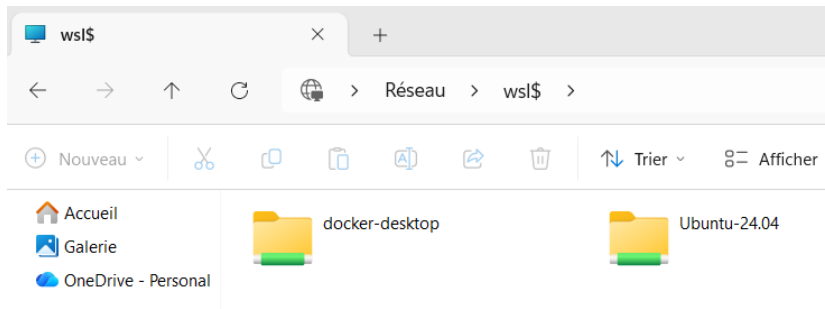 wsl$
Réseau > wsl$ >
Nouveau
Trier
Afficher
Accueil
Galerie
OneDrive - Personal
docker-desktop
Ubuntu-24.04